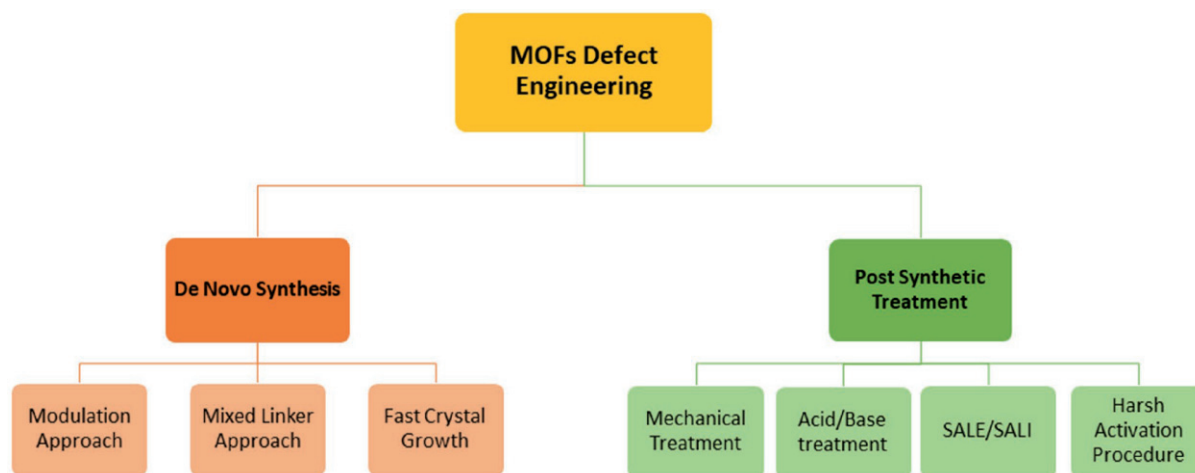 MOFs Defect
Engineering
De Novo Synthesis
Post Synthetic
Treatment
Modulation
Approach
Mixed Linker
Approach
Fast Crystal
Growth
Mechanical
Treatment
Acid/Base
treatment
SALE/SALI
Harsh
Activation
Procedure